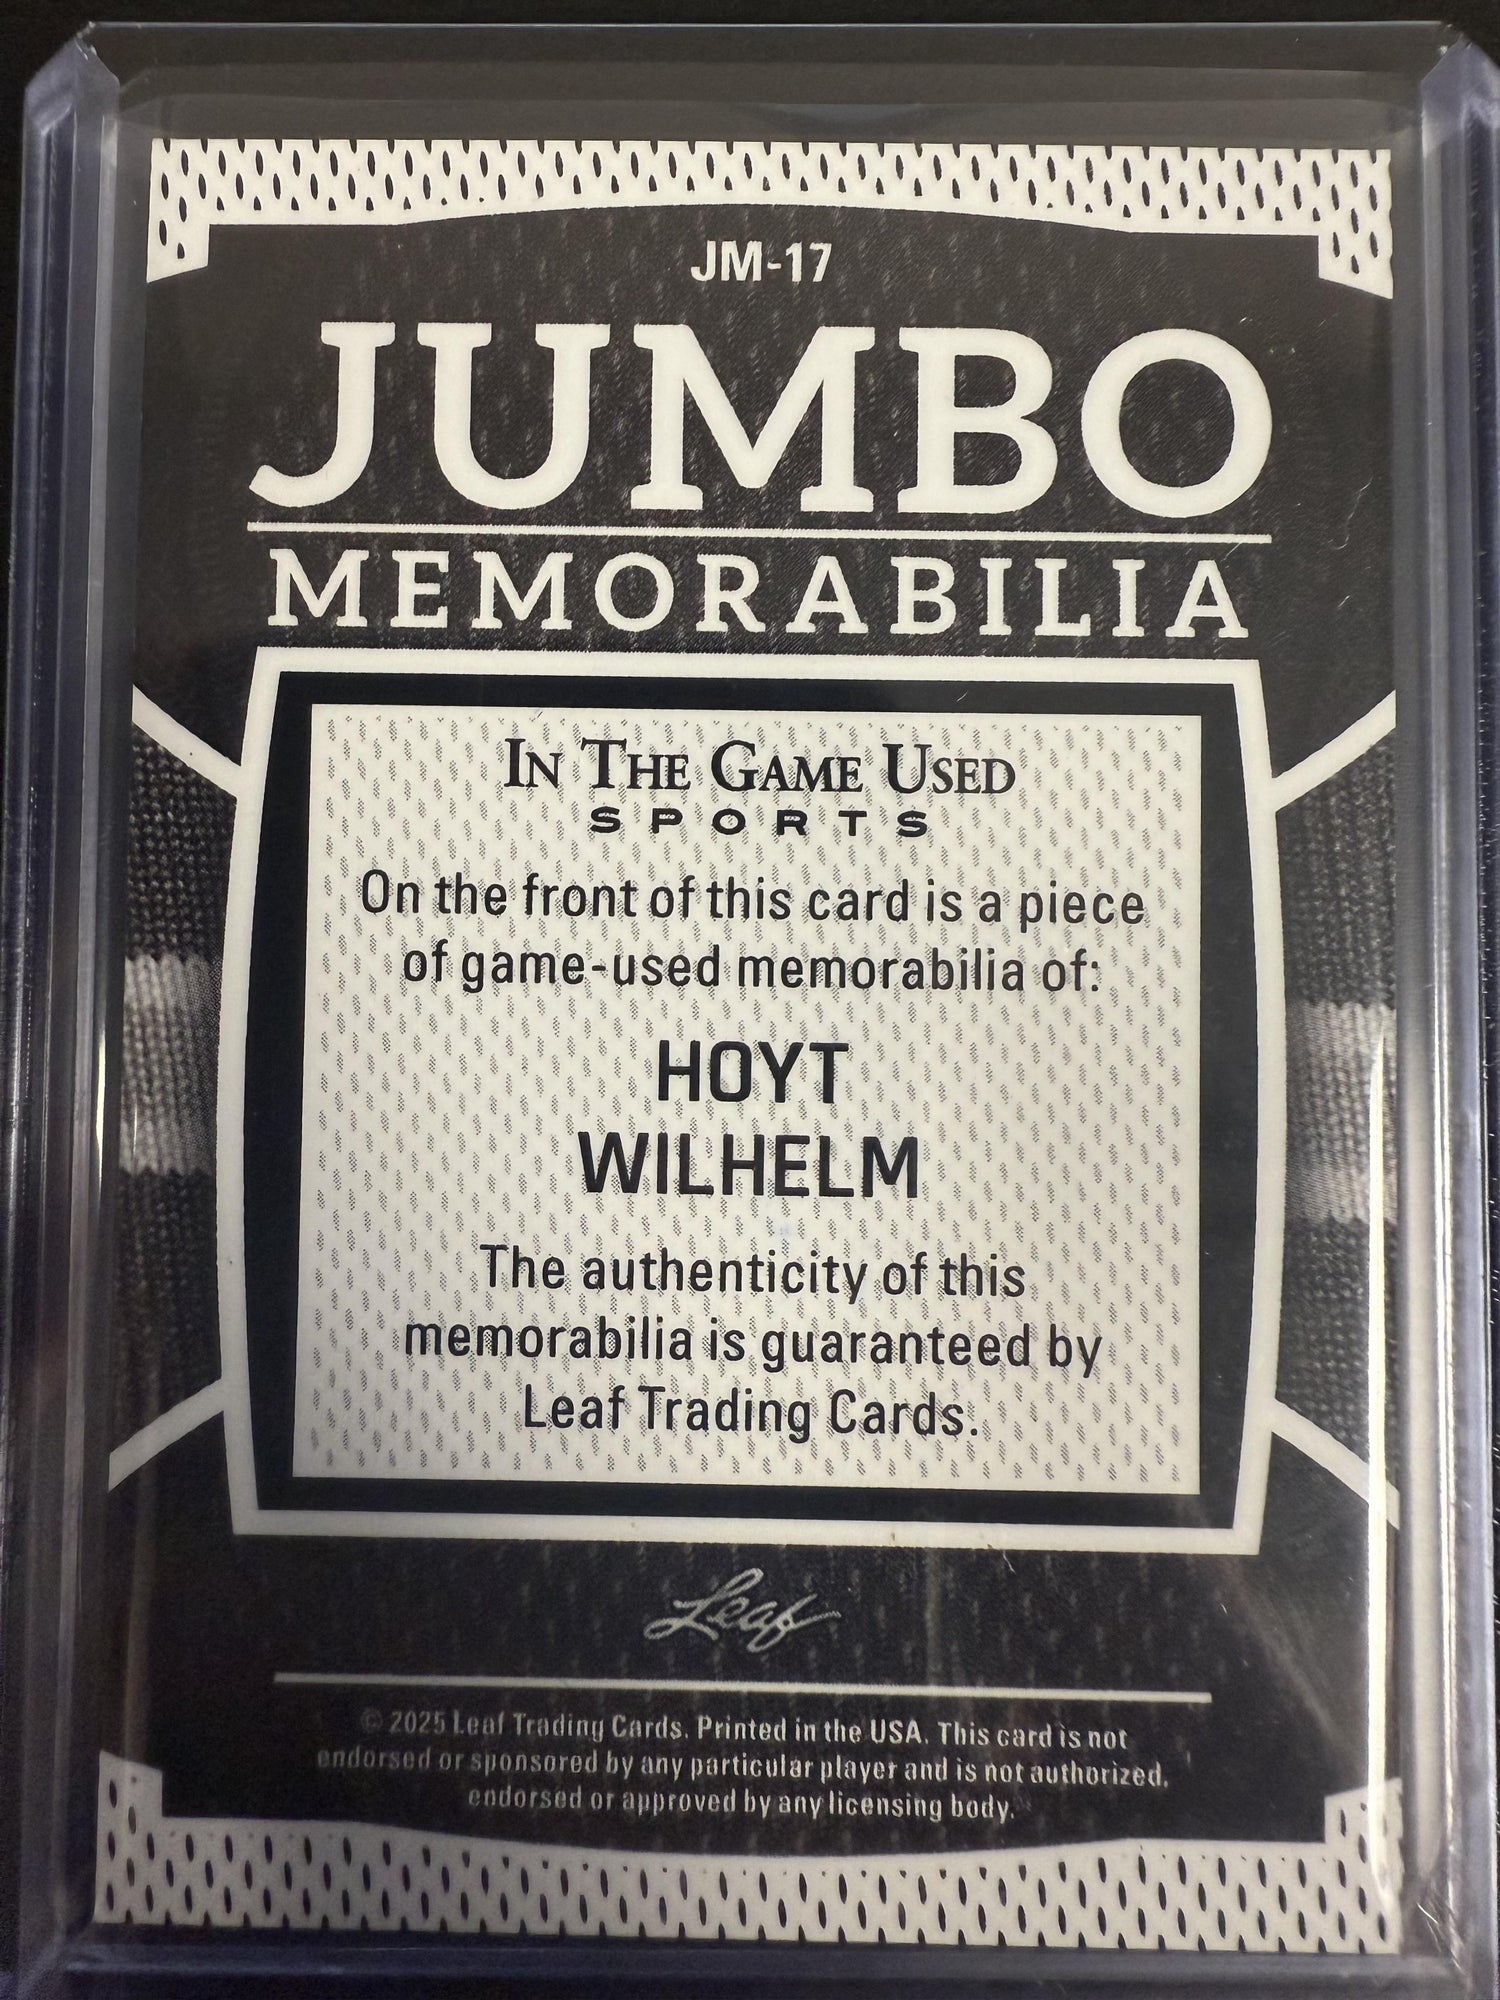 JM-17
JUMBO
MEMORABILIA
IN THE GAME USED
SPORTS
On the front of this card is a piece
of game-used memorabilia of:
HOYT
WILHELM
The authenticity of this
memorabilia is guaranteed by
Leaf Trading Cards.
Leaf
© 2025 Leaf Trading Cards. Printed in the USA. This card is not
endorsed or sponsored by any particular player and is not authorized,
endorsed or approved by any licensing body.